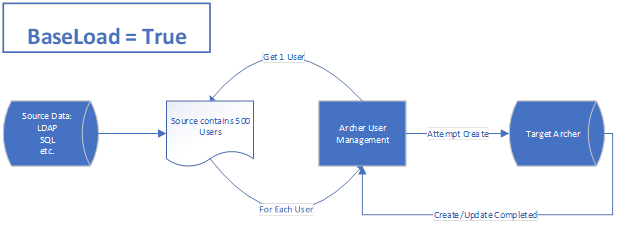 BaseLoad = True
Get 1 User
Source Data:
LDAP
SQL
etc.
Source contains 500
Users
Archer User
Management
Attempt Create
Target Archer
For Each User
Create/Update Completed